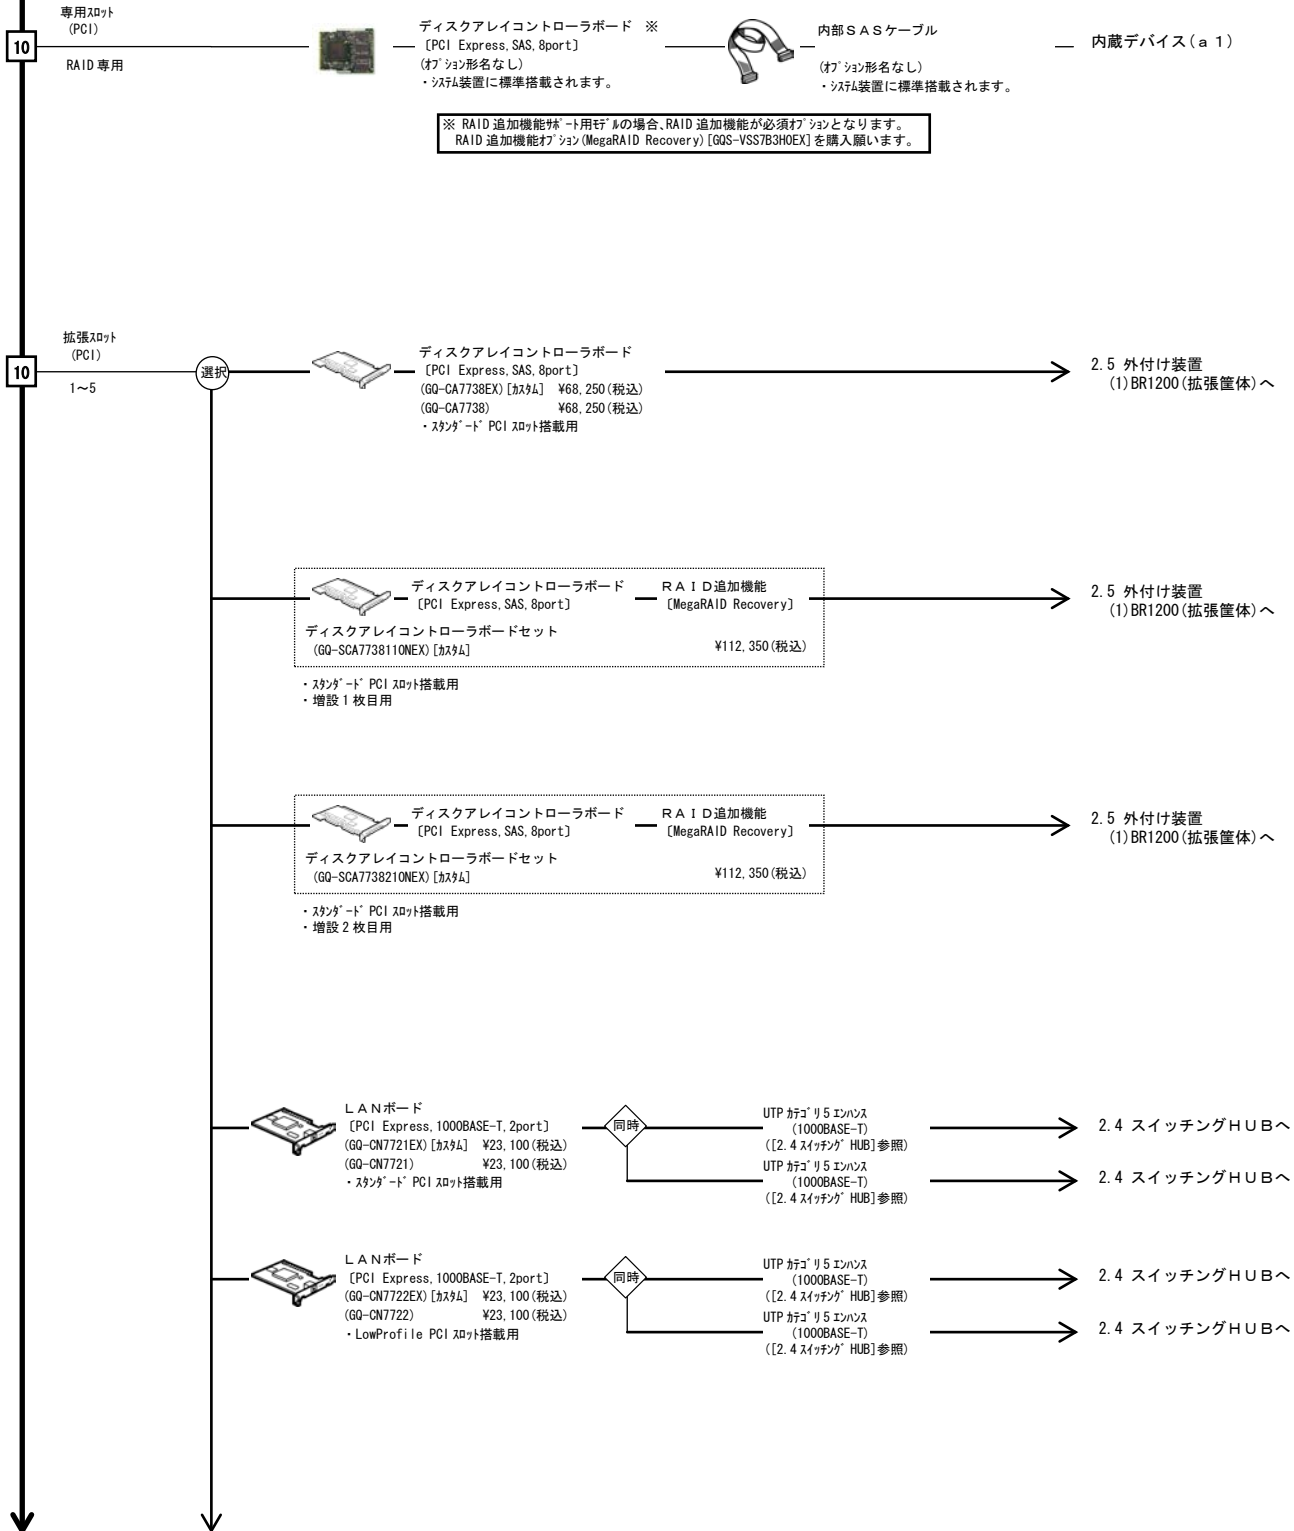 専用ｽﾛｯﾄ
(PCI)
10
RAID 専用
ディスクアレイコントローラボード ※
〔PCI Express, SAS, 8port〕
(ｵﾌﾟｼｮﾝ形名なし)
・ｼｽﾃﾑ装置に標準搭載されます。
内部ＳＡＳケーブル
(ｵﾌﾟｼｮﾝ形名なし)
・ｼｽﾃﾑ装置に標準搭載されます。
内蔵デバイス(ａ１)
※ RAID 追加機能ｻﾎﾟｰﾄ用ﾓﾃﾞﾙの場合、RAID 追加機能が必須ｵﾌﾟｼｮﾝとなります。
RAID 追加機能ｵﾌﾟｼｮﾝ(MegaRAID Recovery)[GQS-VSS7B3H0EX]を購入願います。
拡張ｽﾛｯﾄ
(PCI)
10
1～5
選択
ディスクアレイコントローラボード
〔PCI Express, SAS, 8port〕
(GQ-CA7738EX)[ｶｽﾀﾑ] ¥68,250(税込)
(GQ-CA7738) ¥68,250(税込)
・ｽﾀﾝﾀﾞｰﾄﾞ PCI ｽﾛｯﾄ搭載用
2.5 外付け装置
(1)BR1200(拡張筐体)へ
ディスクアレイコントローラボード
〔PCI Express, SAS, 8port〕
ＲＡＩＤ追加機能
〔MegaRAID Recovery〕
ディスクアレイコントローラボードセット
(GQ-SCA7738110NEX)[ｶｽﾀﾑ] ¥112,350(税込)
・ｽﾀﾝﾀﾞｰﾄﾞ PCI ｽﾛｯﾄ搭載用
・増設 1 枚目用
2.5 外付け装置
(1)BR1200(拡張筐体)へ
ディスクアレイコントローラボード
〔PCI Express, SAS, 8port〕
ＲＡＩＤ追加機能
〔MegaRAID Recovery〕
ディスクアレイコントローラボードセット
(GQ-SCA7738210NEX)[ｶｽﾀﾑ] ¥112,350(税込)
・ｽﾀﾝﾀﾞｰﾄﾞ PCI ｽﾛｯﾄ搭載用
・増設 2 枚目用
2.5 外付け装置
(1)BR1200(拡張筐体)へ
ＬＡＮボード
〔PCI Express, 1000BASE-T, 2port〕
(GQ-CN7721EX)[ｶｽﾀﾑ] ¥23,100(税込)
(GQ-CN7721) ¥23,100(税込)
・ｽﾀﾝﾀﾞｰﾄﾞ PCI ｽﾛｯﾄ搭載用
同時
UTP ｶﾃｺﾞﾘ 5 ｴﾝﾊﾝｽ
(1000BASE-T)
([2.4 ｽｲｯﾁﾝｸﾞ HUB]参照)
2.4 スイッチングＨＵＢへ
UTP ｶﾃｺﾞﾘ 5 ｴﾝﾊﾝｽ
(1000BASE-T)
([2.4 ｽｲｯﾁﾝｸﾞ HUB]参照)
2.4 スイッチングＨＵＢへ
ＬＡＮボード
〔PCI Express, 1000BASE-T, 2port〕
(GQ-CN7722EX)[ｶｽﾀﾑ] ¥23,100(税込)
(GQ-CN7722) ¥23,100(税込)
・LowProfile PCI ｽﾛｯﾄ搭載用
同時
UTP ｶﾃｺﾞﾘ 5 ｴﾝﾊﾝｽ
(1000BASE-T)
([2.4 ｽｲｯﾁﾝｸﾞ HUB]参照)
2.4 スイッチングＨＵＢへ
UTP ｶﾃｺﾞﾘ 5 ｴﾝﾊﾝｽ
(1000BASE-T)
([2.4 ｽｲｯﾁﾝｸﾞ HUB]参照)
2.4 スイッチングＨＵＢへ